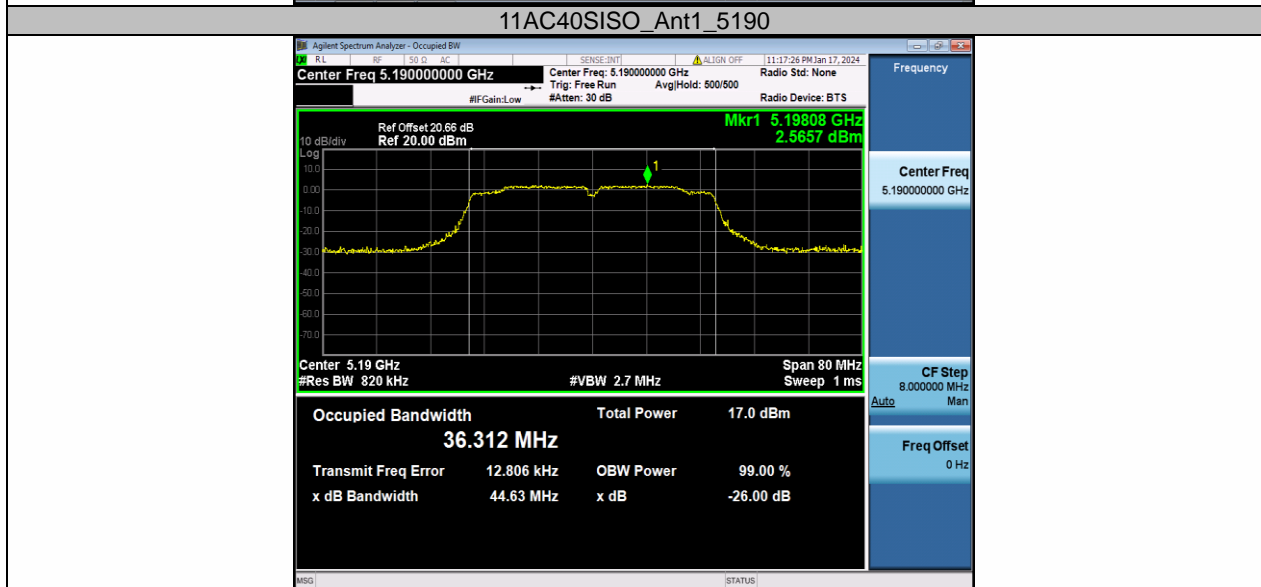 11AC40SISO_Ant1_5190
Agilent Spectrum Analyzer - Occupied BW
RL RF 50 Ω AC SENSE:INT ALIGN OFF 11:17:26 PM Jan 17, 2024
Center Freq 5.190000000 GHz
Center Freq: 5.190000000 GHz Radio Std: None
Trig: Free Run Avg|Hold: 500/500
#IFGain:Low #Atten: 30 dB Radio Device: BTS
Frequency
Mkr1 5.19808 GHz
2.5657 dBm
Ref Offset 20.66 dB
10 dB/div Ref 20.00 dBm
Log
10.0
0.00
-10.0
-20.0
-30.0
-40.0
-50.0
-60.0
-70.0
1
Center 5.19 GHz Span 80 MHz
#Res BW 820 kHz #VBW 2.7 MHz Sweep 1 ms
Center Freq
5.190000000 GHz
CF Step
8.000000 MHz
Auto Man
Freq Offset
0 Hz
Occupied Bandwidth Total Power 17.0 dBm
36.312 MHz
Transmit Freq Error 12.806 kHz OBW Power 99.00 %
x dB Bandwidth 44.63 MHz x dB -26.00 dB
MSG STATUS